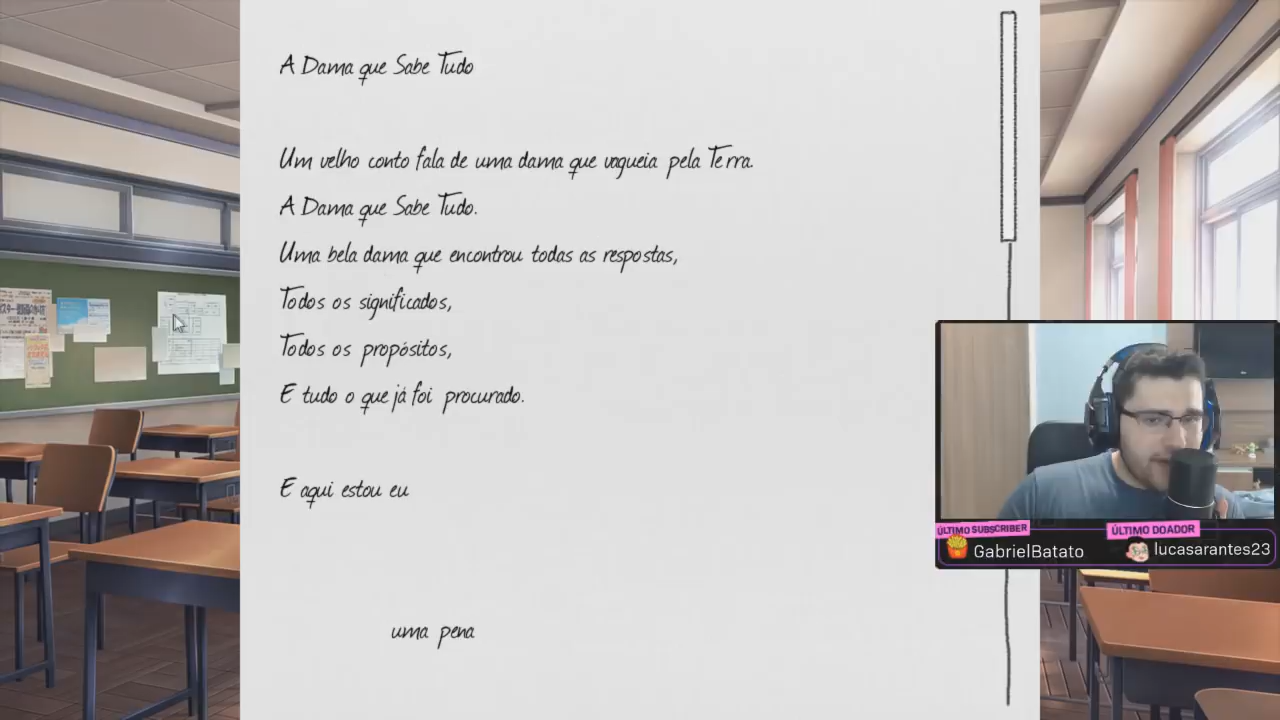 A Dama que Sabe Tudo
Um velho conto fala de uma dama que vagueia pela Terra.
A Dama que Sabe Tudo.
Uma bela dama que encontrou todas as respostas,
Todos os significados,
Todos os propósitos,
E tudo o que já foi procurado.
E aqui estou eu
uma pena
ÚLTIMO SUBSCRIBER
GabrielBatato
ÚLTIMO DOADOR
lucasarantes23